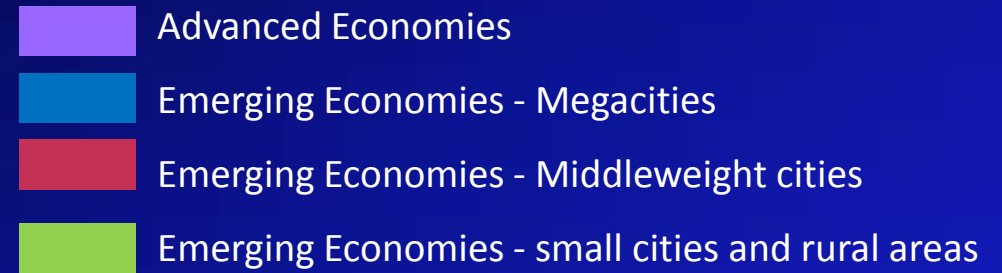 Advanced Economies
Emerging Economies - Megacities
Emerging Economies - Middleweight cities
Emerging Economies - small cities and rural areas